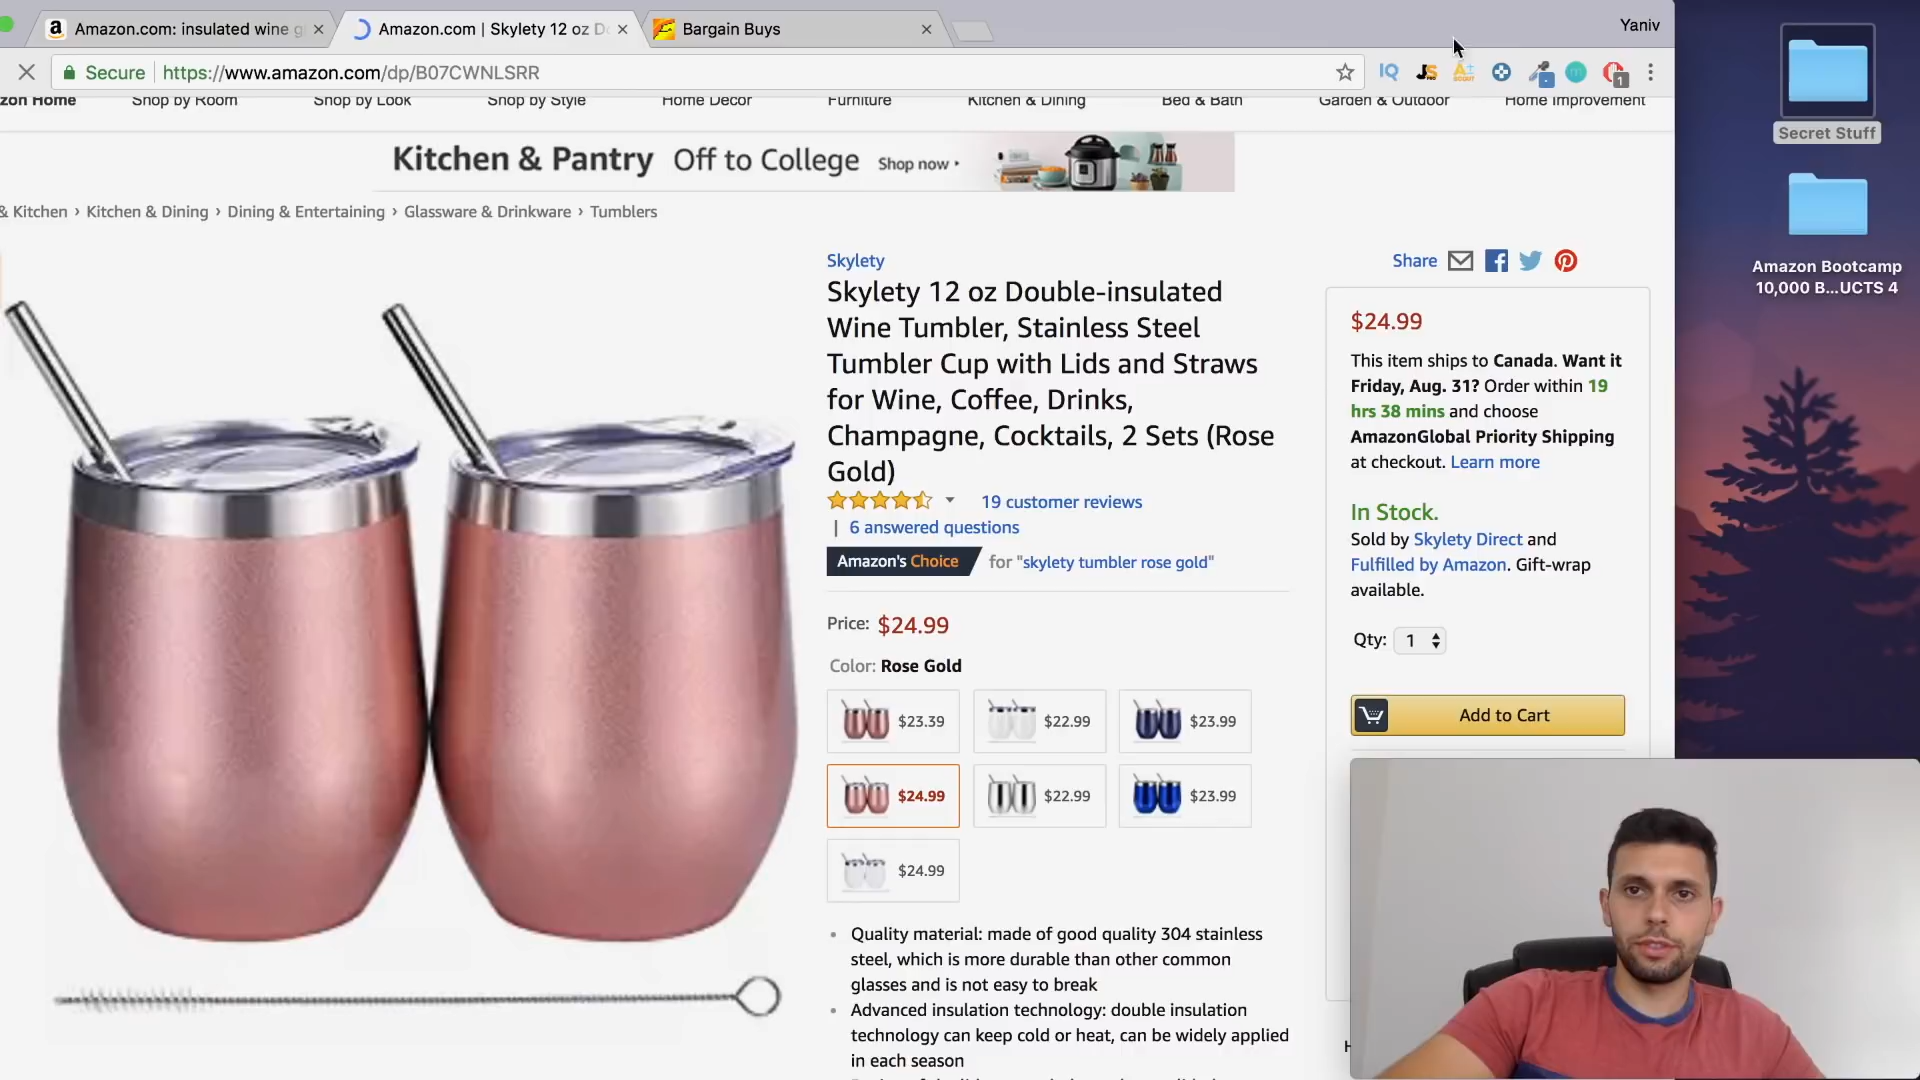 Amazon.com: insulated wine g
Amazon.com | Skylety 12 oz Do
Bargain Buys
Yaniv
Secure
https://www.amazon.com/dp/B07CWNLSRR
IQ
JS
1
zon Home
Shop by Room
Shop by Look
Shop by Style
Home Decor
Furniture
Kitchen & Dining
Bed & Bath
Garden & Outdoor
Home Improvement
Secret Stuff
Amazon Bootcamp
10,000 B...UCTS 4
Kitchen & Pantry Off to College Shop now ›
& Kitchen › Kitchen & Dining › Dining & Entertaining › Glassware & Drinkware › Tumblers
Skylety
Skylety 12 oz Double-insulated
Wine Tumbler, Stainless Steel
Tumbler Cup with Lids and Straws
for Wine, Coffee, Drinks,
Champagne, Cocktails, 2 Sets (Rose
Gold)
19 customer reviews
| 6 answered questions
Amazon's Choice for "skylety tumbler rose gold"
Price: $24.99
Color: Rose Gold
$23.39
$22.99
$23.99
$24.99
$22.99
$23.99
$24.99
• Quality material: made of good quality 304 stainless
steel, which is more durable than other common
glasses and is not easy to break
• Advanced insulation technology: double insulation
technology can keep cold or heat, can be widely applied
in each season
Share
$24.99
This item ships to Canada. Want it
Friday, Aug. 31? Order within 19
hrs 38 mins and choose
AmazonGlobal Priority Shipping
at checkout. Learn more
In Stock.
Sold by Skylety Direct and
Fulfilled by Amazon. Gift-wrap
available.
Qty: 1
Add to Cart